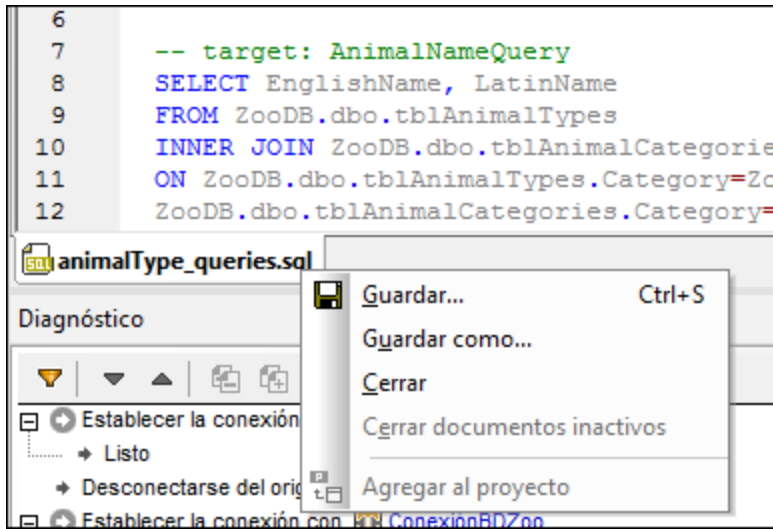 6
7 -- target: AnimalNameQuery
8 SELECT EnglishName, LatinName
9 FROM ZooDB.dbo.tblAnimalTypes
10 INNER JOIN ZooDB.dbo.tblAnimalCategorie
11 ON ZooDB.dbo.tblAnimalTypes.Category=Zo
12 ZooDB.dbo.tblAnimalCategories.Category=
SQL animalType_queries.sql
Guardar... Ctrl+S
Diagnóstico
Guardar como...
Cerrar
Establecer la conexión
Cerrar documentos inactivos
Listo
Desconectarse del orig
Agregar al proyecto
Establecer la conexión con ConexiónBDZoo